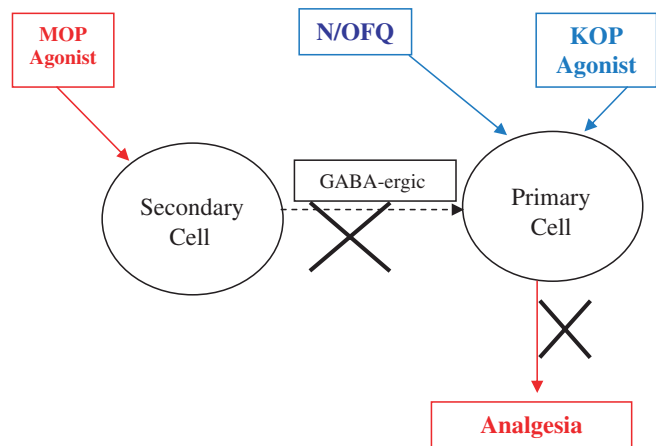 MOP
Agonist
N/OFQ
KOP
Agonist
GABA-ergic
Secondary
Cell
Primary
Cell
Analgesia